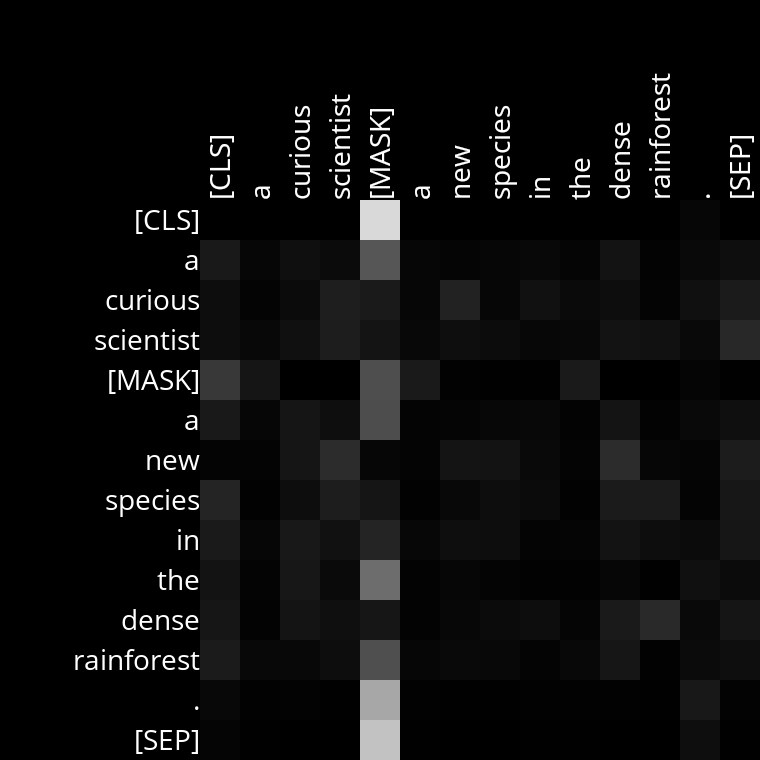 [CLS] a curious scientist [MASK] a new species in the dense rainforest . [SEP]
[CLS]
a
curious
scientist
[MASK]
a
new
species
in
the
dense
rainforest
.
[SEP]